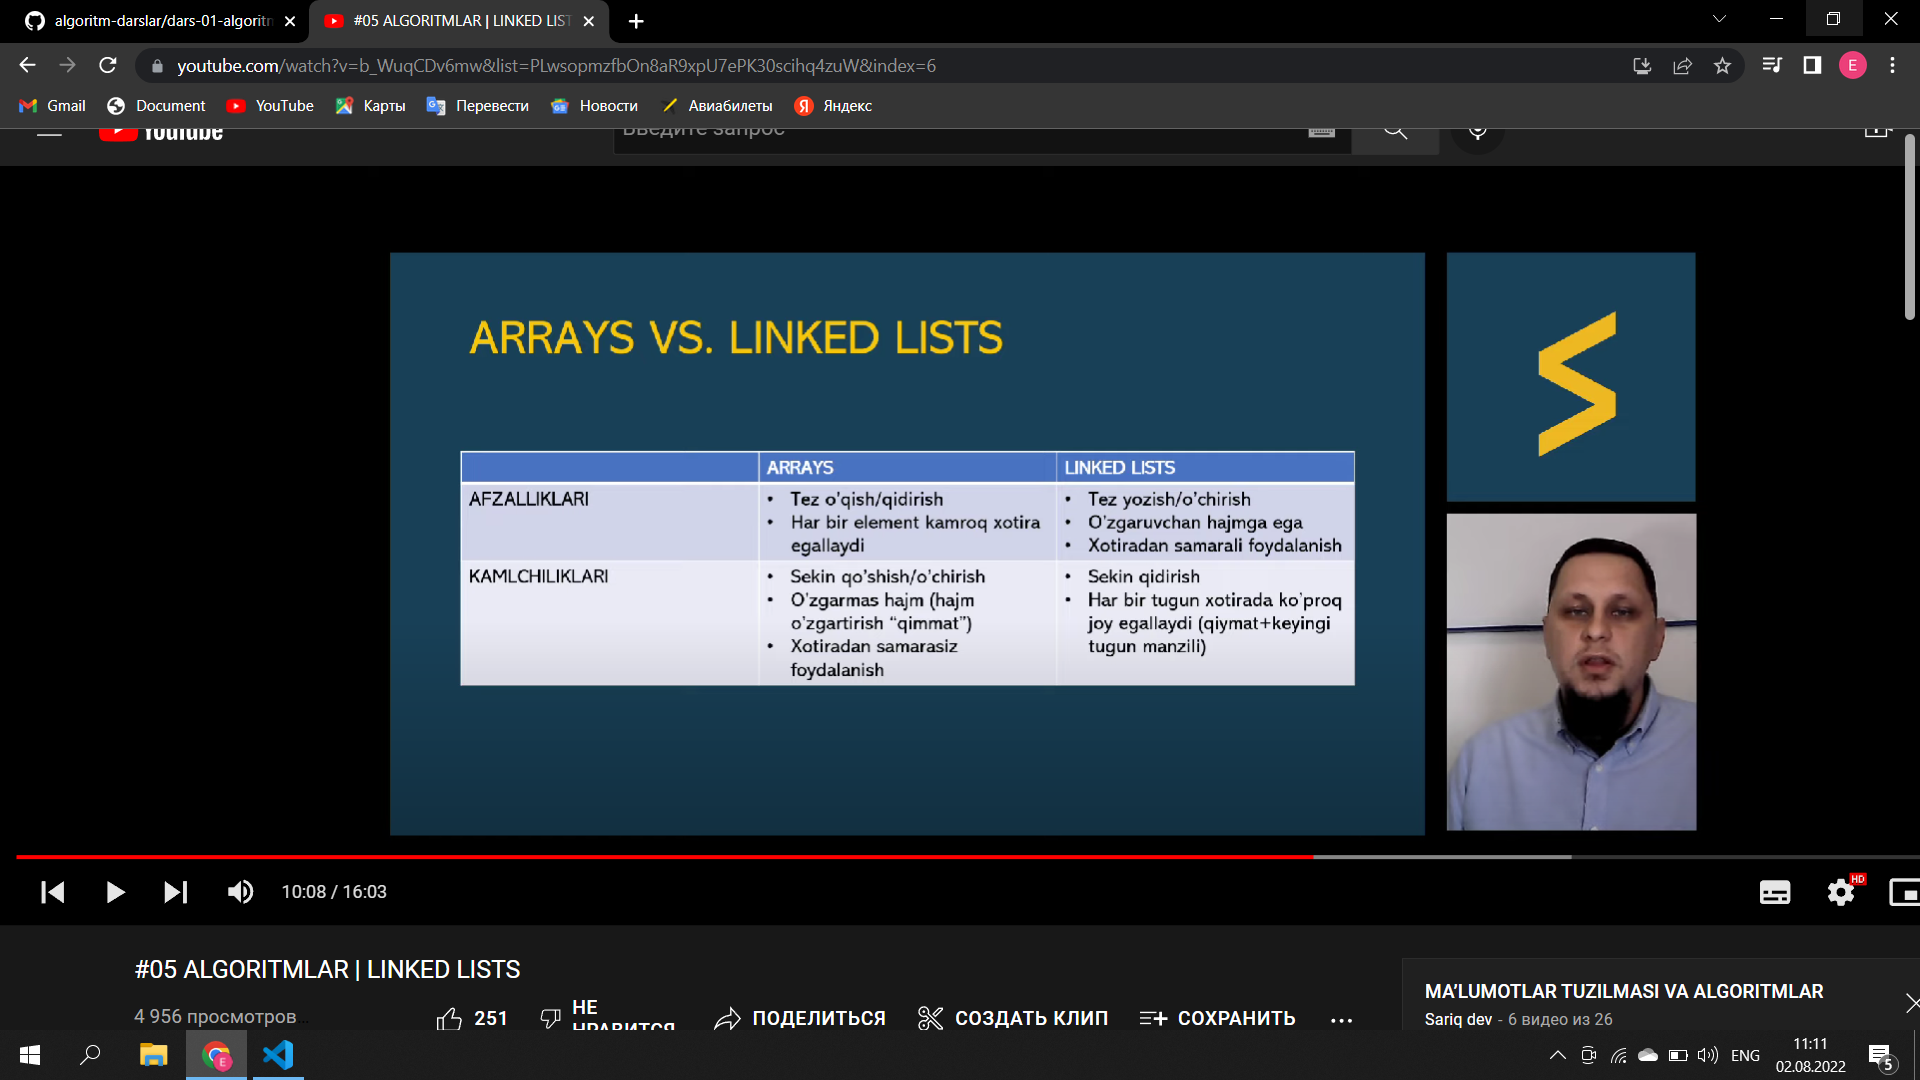 algoritm-darslar/dars-01-algoritm
#05 ALGORITMLAR | LINKED LIST
youtube.com/watch?v=b_WuqCDv6mw&list=PLwsopmzfbOn8aR9xpU7ePK30scihq4zuW&index=6
E
Gmail Document YouTube Карты Перевести Новости Авиабилеты Яндекс
YouTube
Введите запрос
ARRAYS VS. LINKED LISTS
ARRAYS LINKED LISTS
AFZALLIKLARI
• Tez o'qish/qidirish
• Har bir element kamroq xotira
egallaydi
• Tez yozish/o'chirish
• O'zgaruvchan hajmga ega
• Xotiradan samarali foydalanish
KAMLCHILIKLARI
• Sekin qo'shish/o'chirish
• O'zgarmas hajm (hajm
o'zgartirish “qimmat”)
• Xotiradan samarasiz
foydalanish
• Sekin qidirish
• Har bir tugun xotirada ko'proq
joy egallaydi (qiymat+keyingi
tugun manzili)
10:08 / 16:03
HD
#05 ALGORITMLAR | LINKED LISTS
4 956 просмотров
251
НЕ
НРАВИТСЯ
ПОДЕЛИТЬСЯ
СОЗДАТЬ КЛИП
СОХРАНИТЬ
MA’LUMOTLAR TUZILMASI VA ALGORITMLAR
Sariq dev - 6 видео из 26
E
ENG
11:11
02.08.2022
5